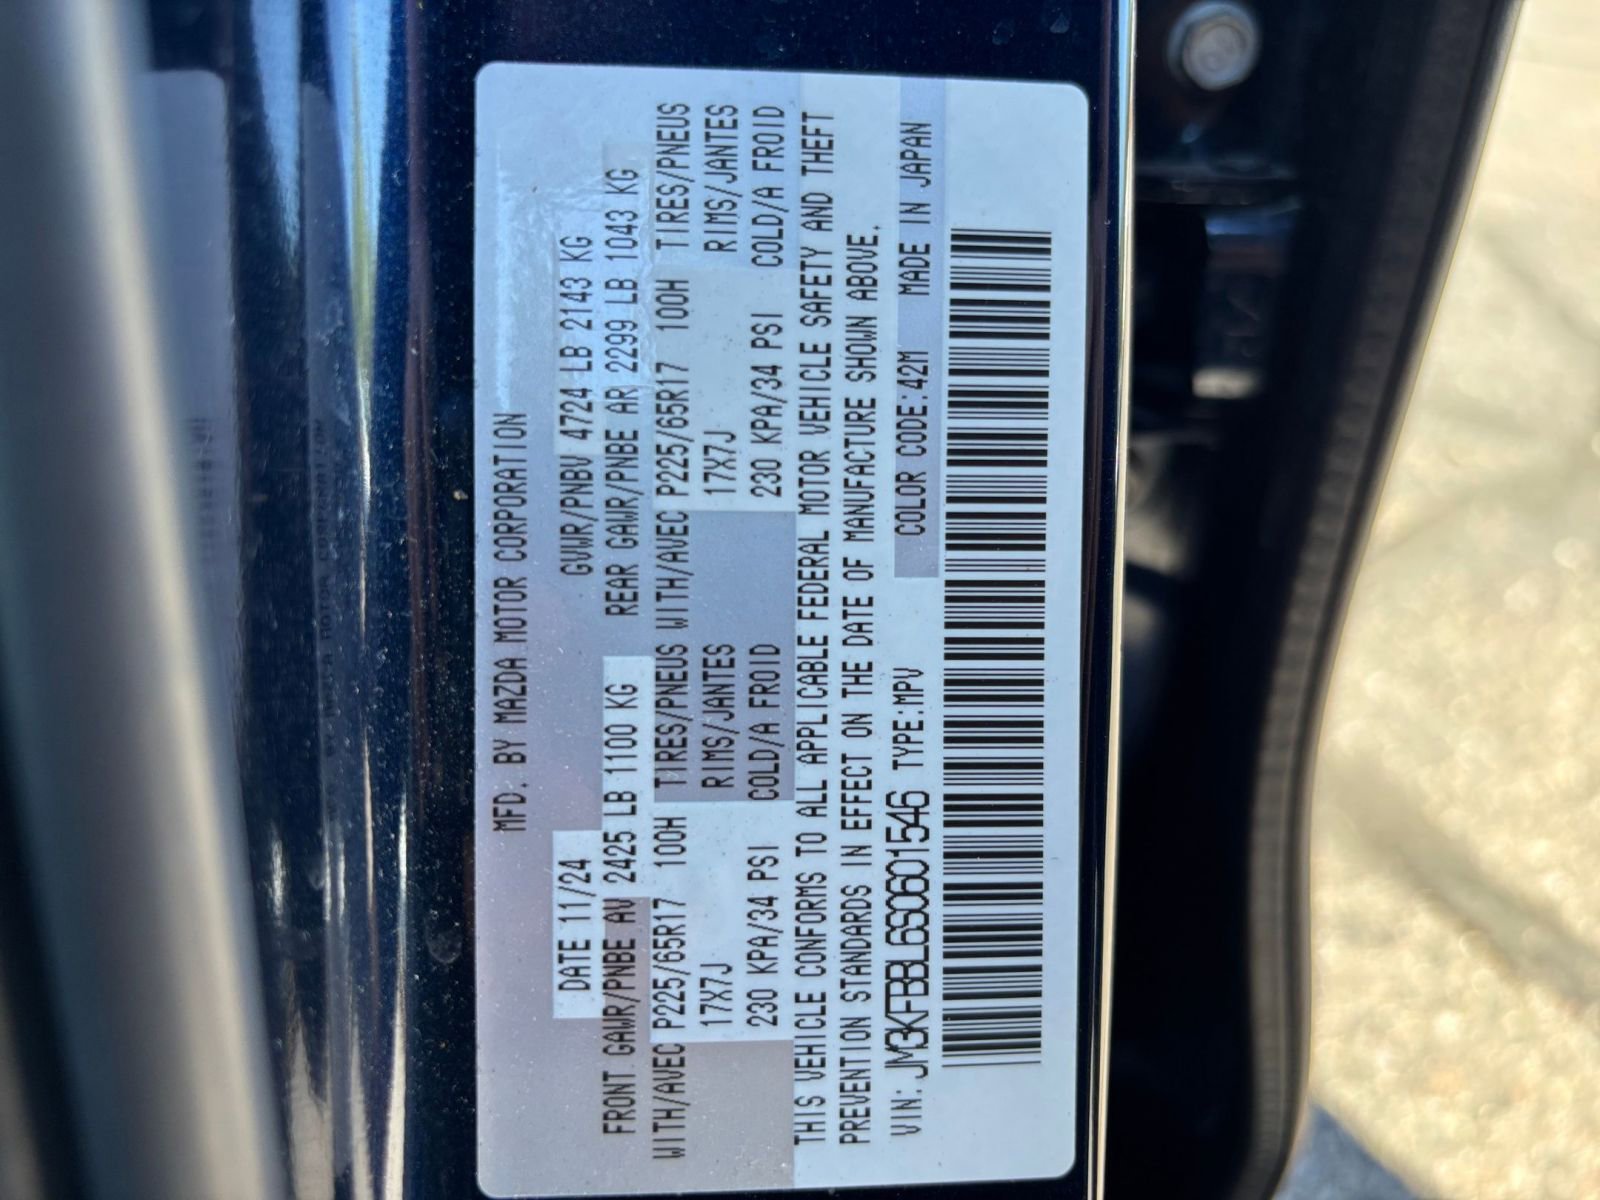 MFD. BY MAZDA MOTOR CORPORATION
DATE 11/24 GVWR/PNBV 4724 LB 2143 KG
FRONT GAWR/PNBE AV 2425 LB 1100 KG REAR GAWR/PNBE AR 2299 LB 1043 KG
WITH/AVEC P225/65R17 100H TIRES/PNEUS WITH/AVEC P225/65R17 100H TIRES/PNEUS
17X7J RIMS/JANTES 17X7J RIMS/JANTES
230 KPA/34 PSI COLD/A FROID 230 KPA/34 PSI COLD/A FROID
THIS VEHICLE CONFORMS TO ALL APPLICABLE FEDERAL MOTOR VEHICLE SAFETY AND THEFT
PREVENTION STANDARDS IN EFFECT ON THE DATE OF MANUFACTURE SHOWN ABOVE.
VIN: JM3KFBBL6S0601546 TYPE:MPV COLOR CODE:42M MADE IN JAPAN